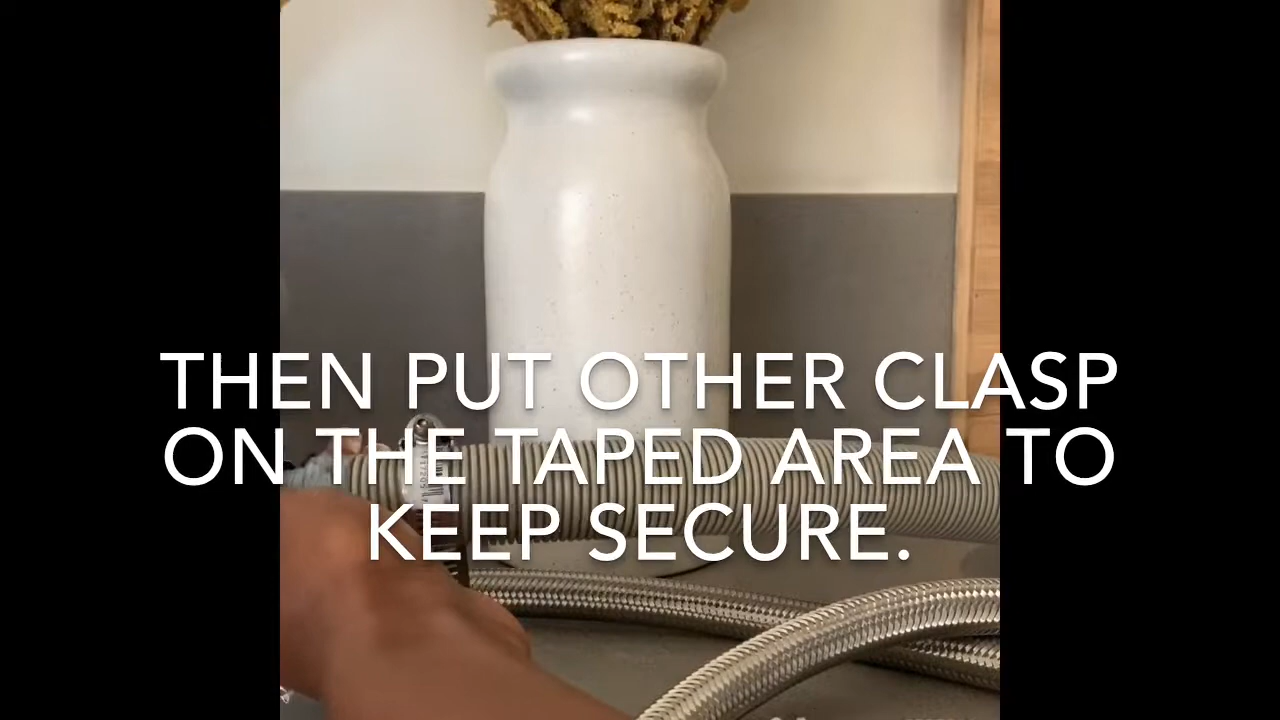 THEN PUT OTHER CLASP
ON THE TAPED AREA TO
KEEP SECURE.